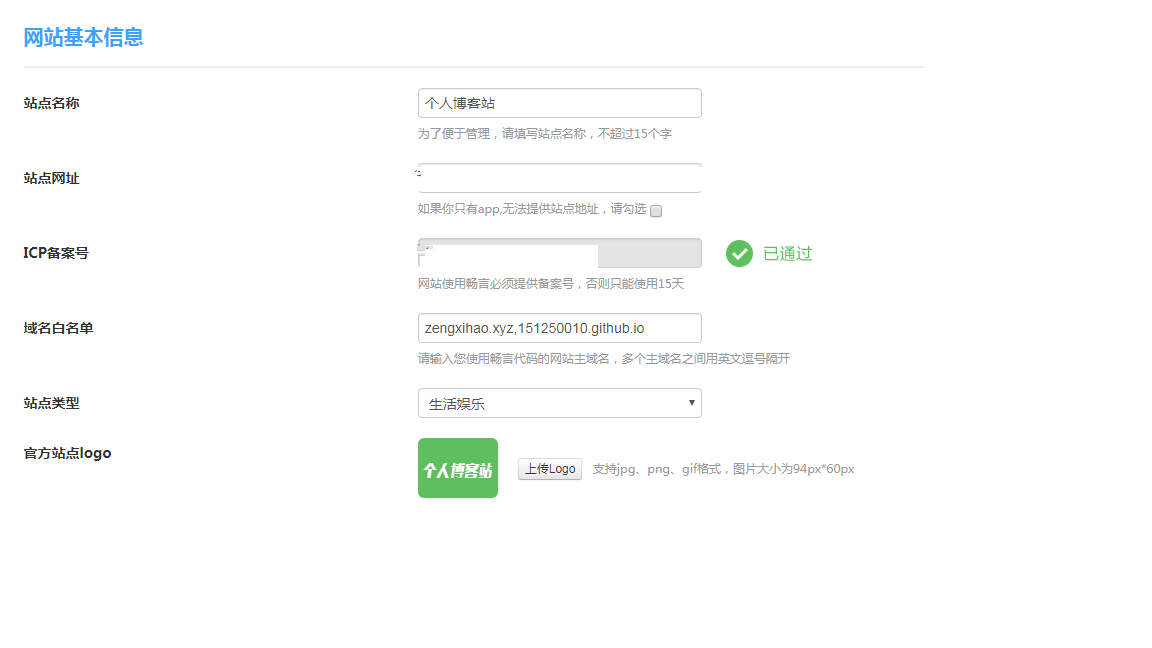 网站基本信息
站点名称
个人博客站
为了便于管理，请填写站点名称，不超过15个字
站点网址
如果你只有app,无法提供站点地址，请勾选
ICP备案号
已通过
网站使用畅言必须提供备案号，否则只能使用15天
域名白名单
zengxihao.xyz,151250010.github.io
请输入您使用畅言代码的网站主域名，多个主域名之间用英文逗号隔开
站点类型
生活娱乐
官方站点logo
个人博客站
上传Logo 支持jpg、png、gif格式，图片大小为94px*60px